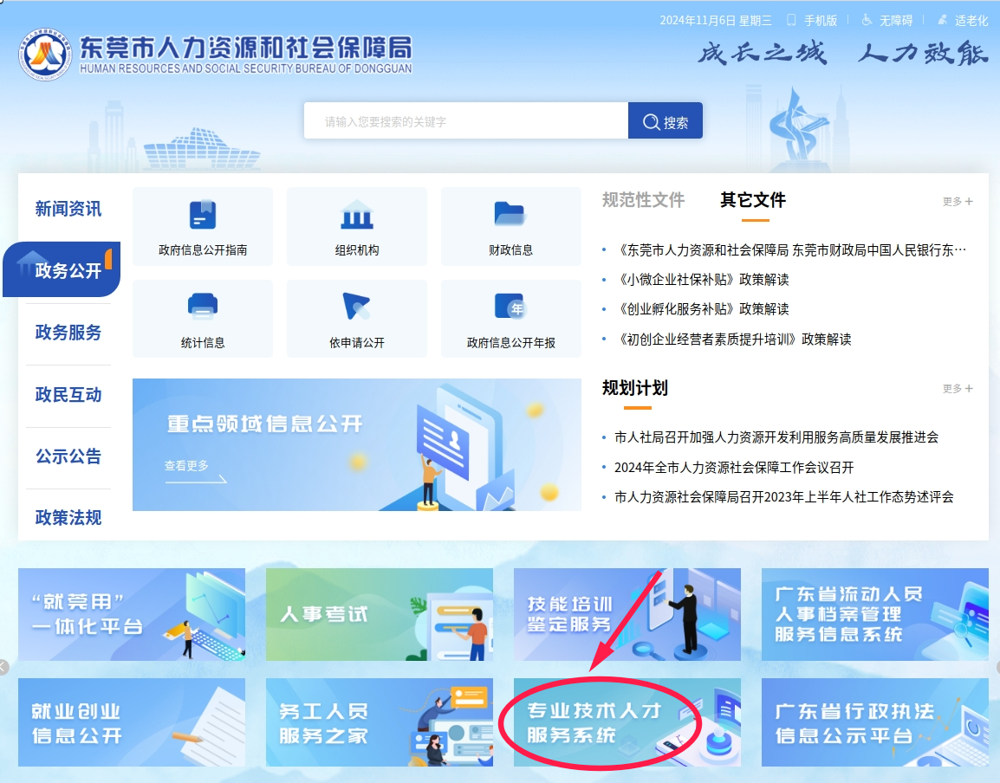 2024年11月6日 星期三
手机版
无障碍
适老化
东莞市人力资源和社会保障局
HUMAN RESOURCES AND SOCIAL SECURITY BUREAU OF DONGGUAN
成长之城 人力效能
请输入您要搜索的关键字
搜索
新闻资讯
政务公开
政务服务
政民互动
公示公告
政策法规
政府信息公开指南
组织机构
财政信息
统计信息
依申请公开
年
政府信息公开年报
重点领域信息公开
查看更多
规范性文件
其它文件
更多+
《东莞市人力资源和社会保障局 东莞市财政局中国人民银行东…
《小微企业社保补贴》政策解读
《创业孵化服务补贴》政策解读
《初创企业经营者素质提升培训》政策解读
规划计划
更多+
市人社局召开加强人力资源开发利用服务高质量发展推进会
2024年全市人力资源社会保障工作会议召开
市人力资源社会保障局召开2023年上半年人社工作态势述评会
“就莞用”
一体化平台
人事考试
技能培训
鉴定服务
广东省流动人员
人事档案管理
服务信息系统
就业创业
信息公开
务工人员
服务之家
专业技术人才
服务系统
广东省行政执法
信息公示平台